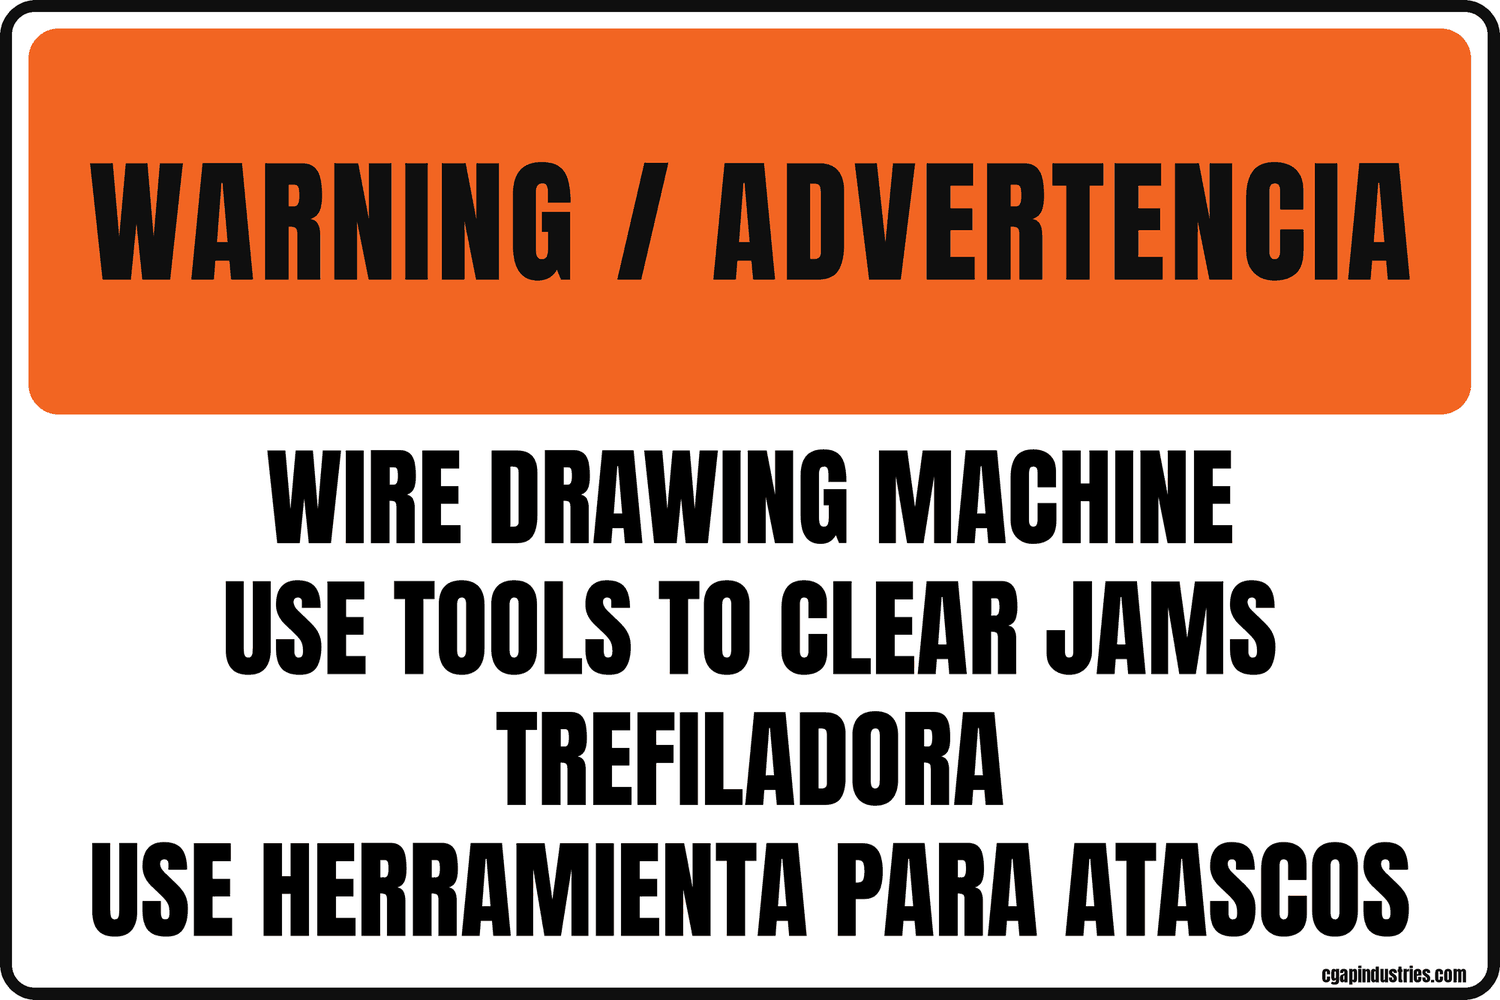 WARNING / ADVERTENCIA
WIRE DRAWING MACHINE
USE TOOLS TO CLEAR JAMS
TREFILADORA
USE HERRAMIENTA PARA ATASCOS
cgapindustries.com